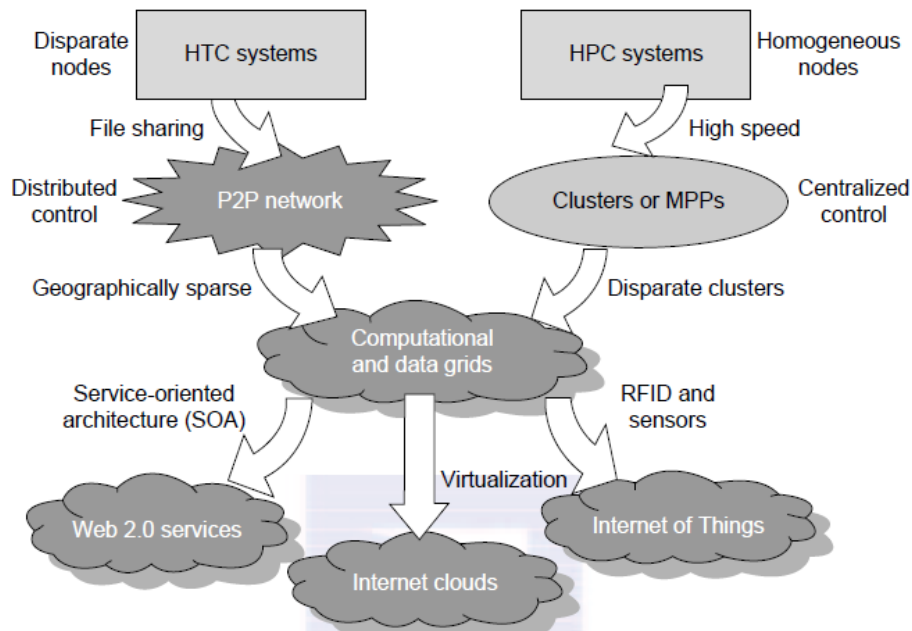 Disparate
nodes
HTC systems
HPC systems
Homogeneous
nodes
File sharing
High speed
Distributed
control
P2P network
Clusters or MPPs
Centralized
control
Geographically sparse
Disparate clusters
Computational
and data grids
Service-oriented
architecture (SOA)
RFID and
sensors
Virtualization
Web 2.0 services
Internet of Things
Internet clouds